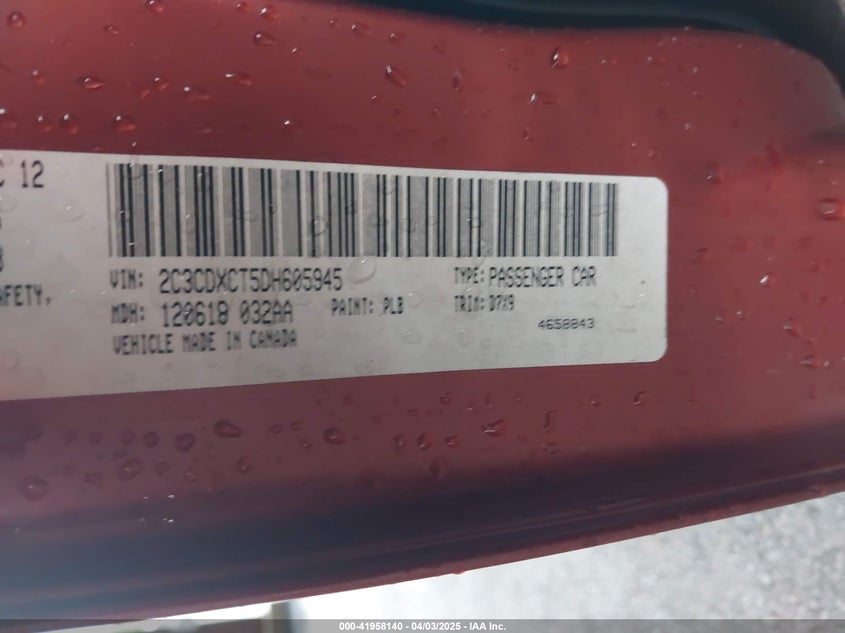 C 12
AFETY,
VIN: 2C3CDXCT5DH605945 TYPE: PASSENGER CAR
MDH: 120618 032AA PAINT: PLB TRIM: D7X9
4658843
VEHICLE MADE IN CANADA
000-41958140 - 04/03/2025 - IAA Inc.